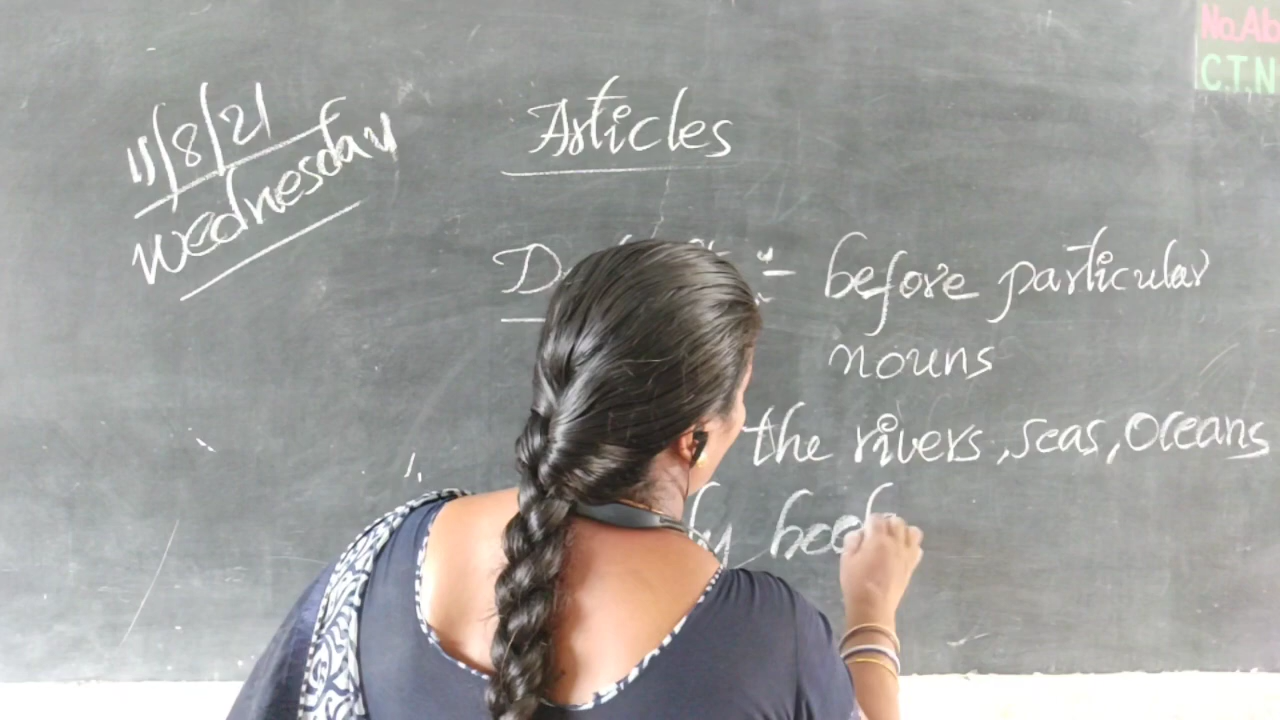 11/8/21
Wednesday
Articles
:- before particular
nouns
the rivers, seas, Oceans
No.Ab
C.T.N